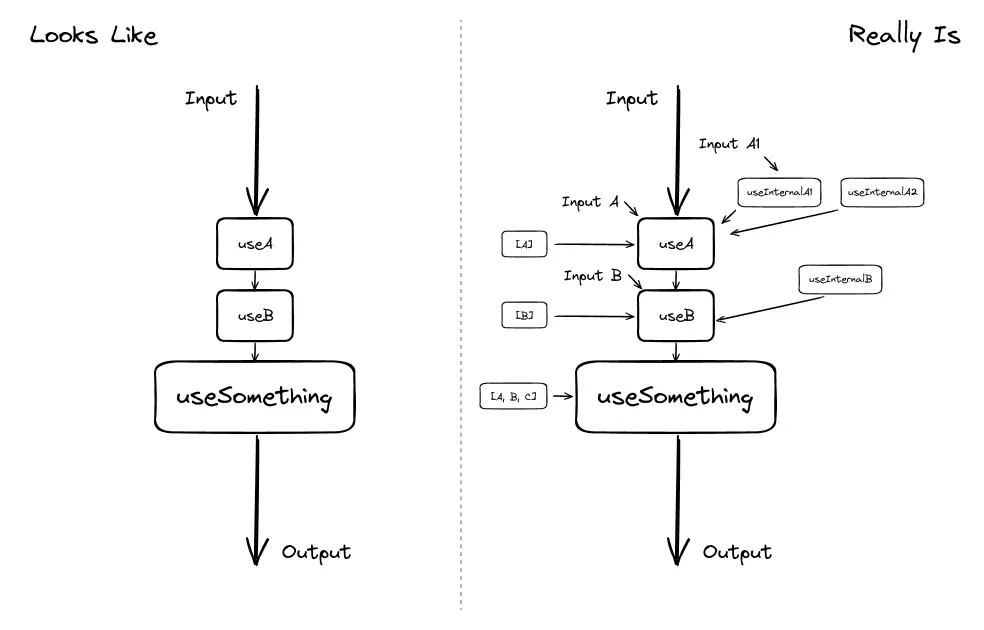 Looks Like
Input
useA
useB
useSomething
Output
Really Is
Input
Input A1
useInternalA1
useInternalA2
Input A
[A]
useA
Input B
useInternalB
[B]
useB
[A, B, C]
useSomething
Output